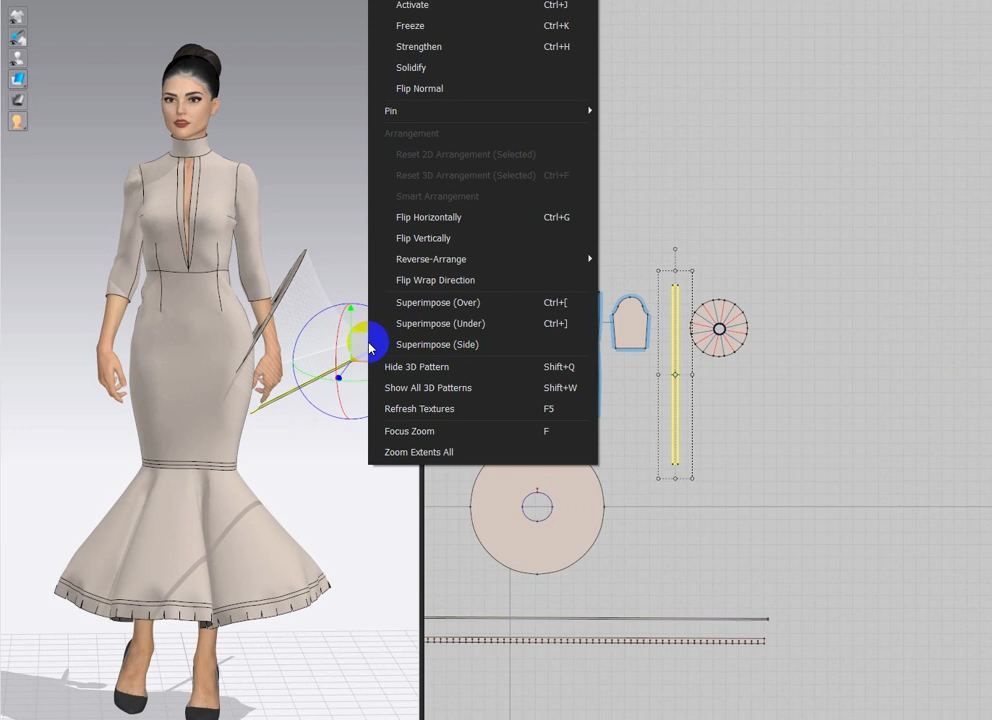 Activate Ctrl+J
Freeze Ctrl+K
Strengthen Ctrl+H
Solidify
Flip Normal
Pin
Arrangement
Reset 2D Arrangement (Selected)
Reset 3D Arrangement (Selected) Ctrl+F
Smart Arrangement
Flip Horizontally Ctrl+G
Flip Vertically
Reverse-Arrange
Flip Wrap Direction
Superimpose (Over) Ctrl+[
Superimpose (Under) Ctrl+]
Superimpose (Side)
Hide 3D Pattern Shift+Q
Show All 3D Patterns Shift+W
Refresh Textures F5
Focus Zoom F
Zoom Extents All